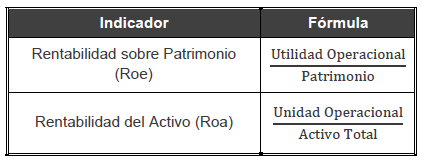 Indicador Fórmula
Rentabilidad sobre Patrimonio
(Roe)
Utilidad Operacional
Patrimonio
Rentabilidad del Activo (Roa)
Unidad Operacional
Activo Total